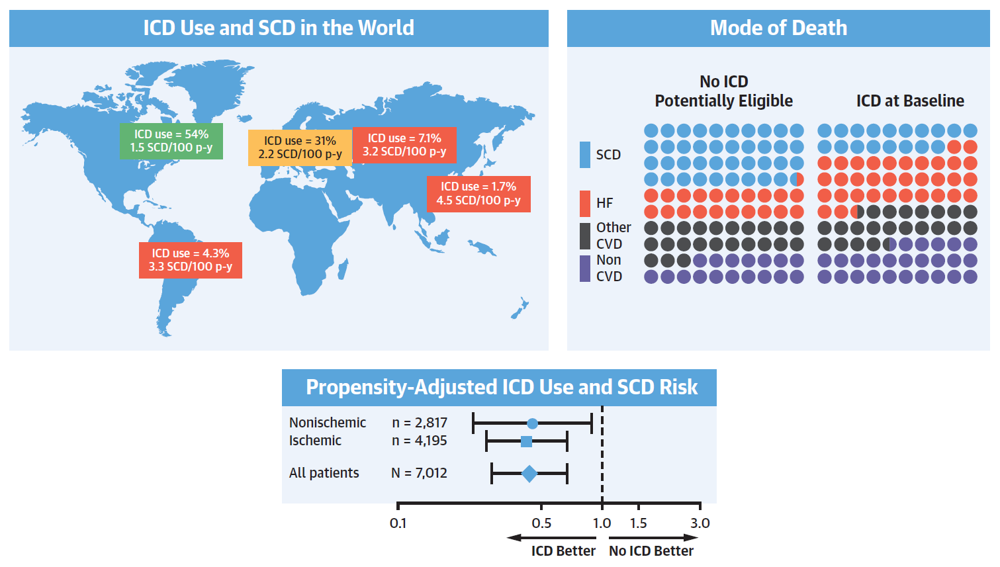 ICD Use and SCD in the World
ICD use = 54%
1.5 SCD/100 p-y
ICD use = 31%
2.2 SCD/100 p-y
ICD use = 7.1%
3.2 SCD/100 p-y
ICD use = 1.7%
4.5 SCD/100 p-y
ICD use = 4.3%
3.3 SCD/100 p-y
Mode of Death
No ICD
Potentially Eligible
ICD at Baseline
SCD
HF
Other
CVD
Non
CVD
Propensity-Adjusted ICD Use and SCD Risk
Nonischemic n = 2,817
Ischemic n = 4,195
All patients N = 7,012
0.1 0.5 1.0 1.5 3.0
ICD Better No ICD Better